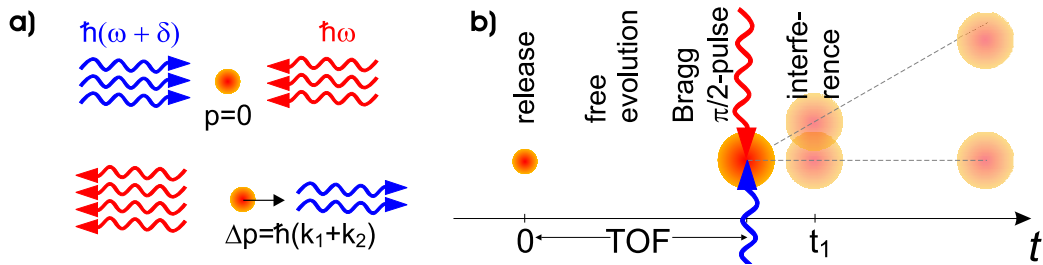 a)
ħ(ω + δ)
ħω
p=0
Δp=ħ(k₁+k₂)
b)
release
free
evolution
Bragg
π/2-pulse
interfe-
rence
0
TOF
t₁
t